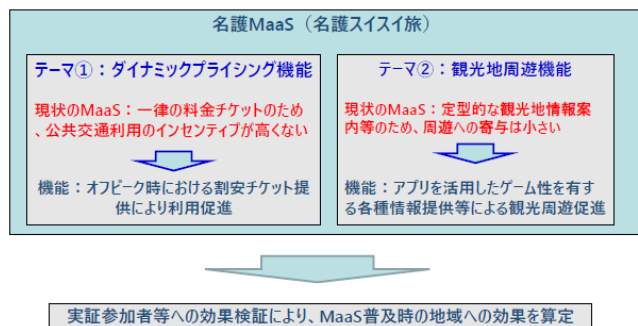 名護MaaS（名護スイスイ旅）
テーマ①：ダイナミックプライシング機能
現状のMaaS：一律の料金チケットのため
、公共交通利用のインセンティブが高くない
機能：オフピーク時における割安チケット提
供により利用促進
テーマ②：観光地周遊機能
現状のMaaS：定型的な観光地情報案
内等のため、周遊への寄与は小さい
機能：アプリを活用したゲーム性を有す
る各種情報提供等による観光周遊促進
実証参加者等への効果検証により、MaaS普及時の地域への効果を算定